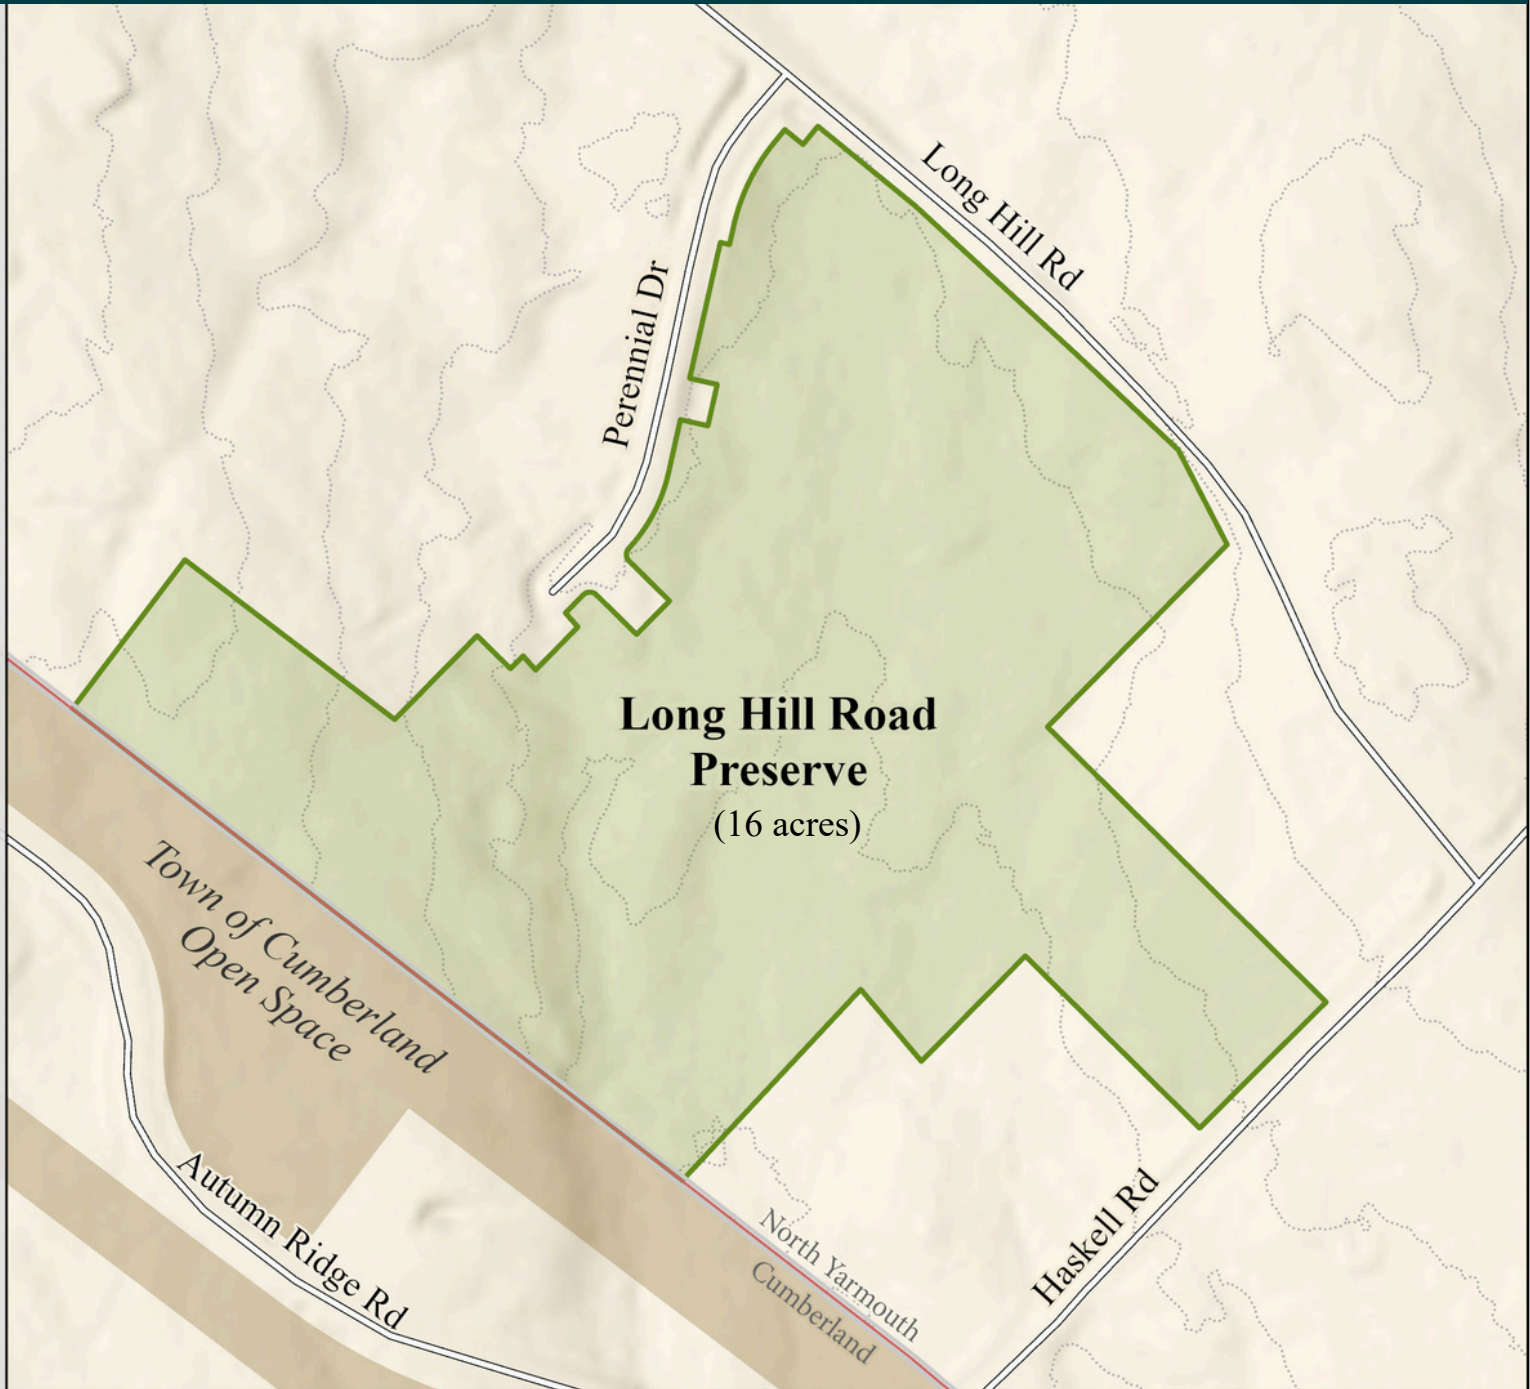 Long Hill Rd
Perennial Dr
Long Hill Road
Preserve
(16 acres)
Town of Cumberland
Open Space
Autumn Ridge Rd
North Yarmouth
Cumberland
Haskell Rd